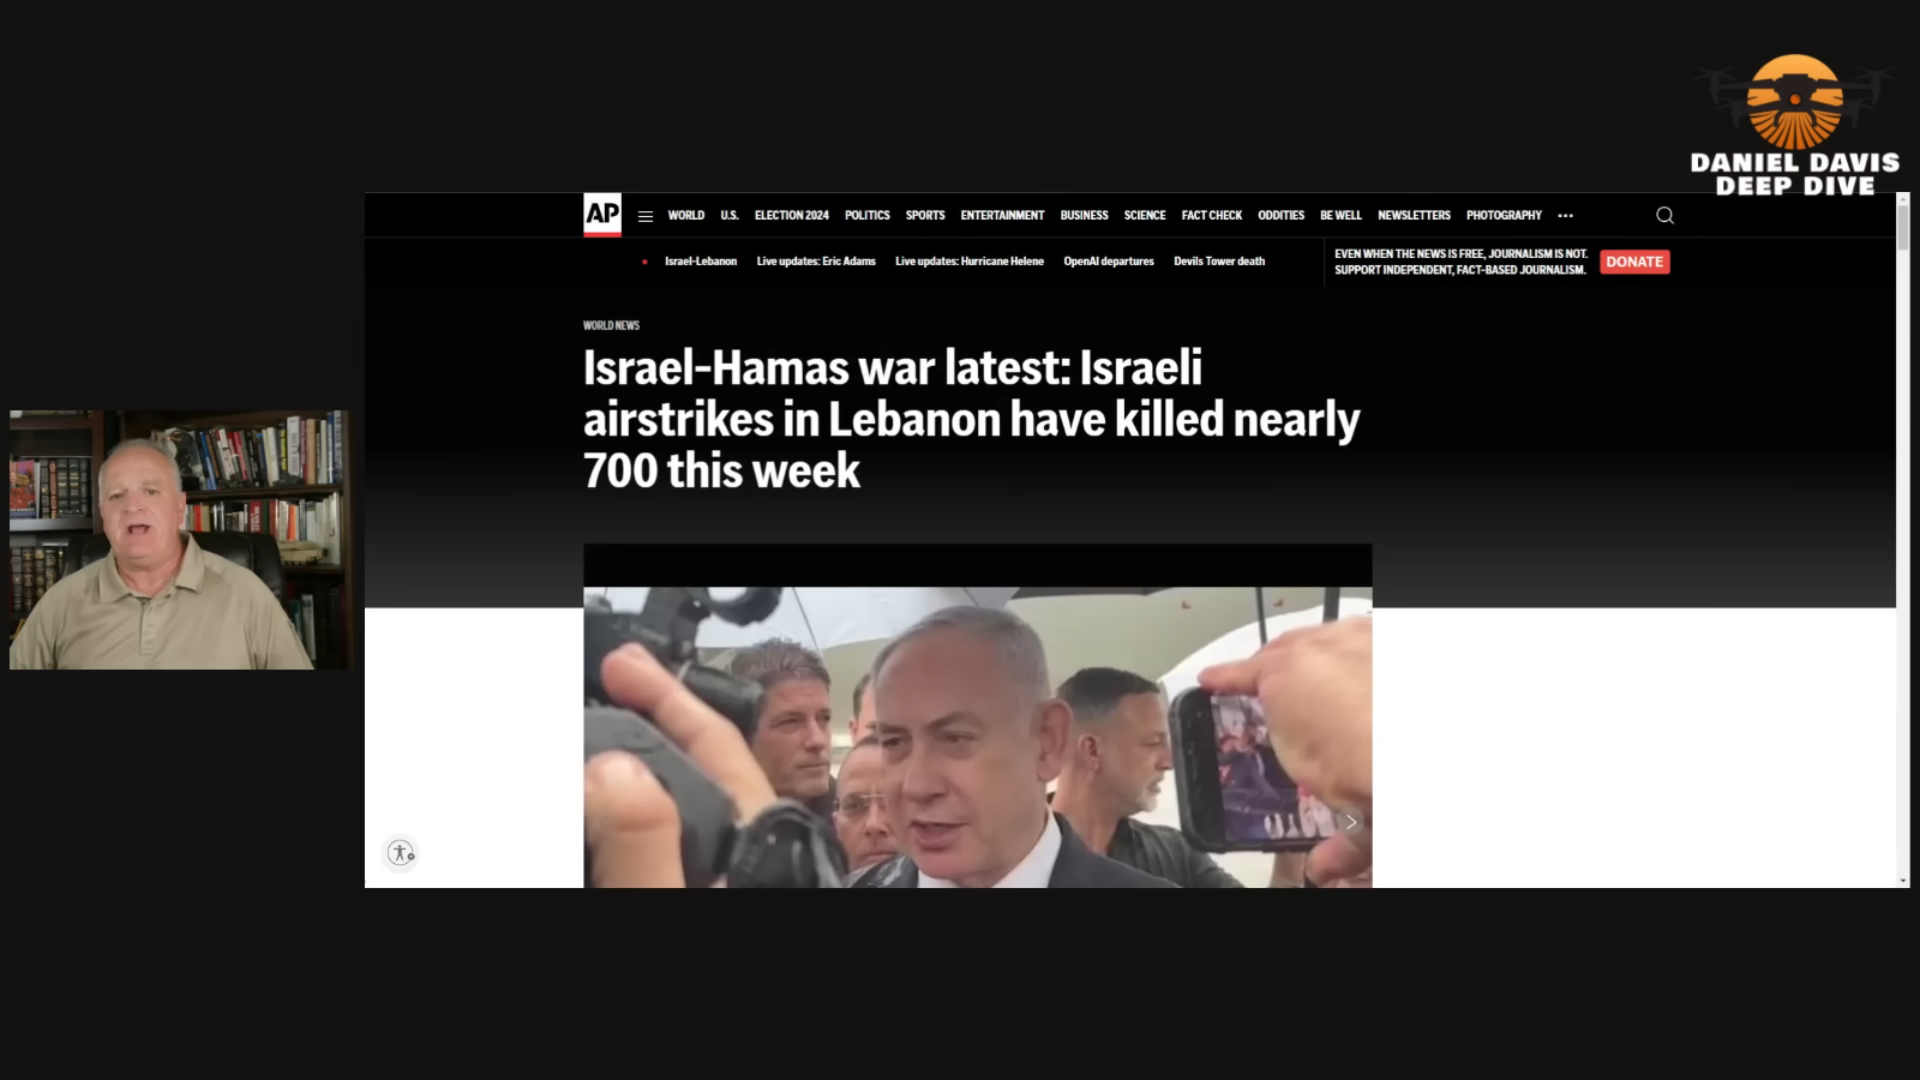 DANIEL DAVIS
DEEP DIVE
AP
WORLD U.S. ELECTION 2024 POLITICS SPORTS ENTERTAINMENT BUSINESS SCIENCE FACT CHECK ODDITIES BE WELL NEWSLETTERS PHOTOGRAPHY
Israel-Lebanon Live updates: Eric Adams Live updates: Hurricane Helene OpenAI departures Devils Tower death
EVEN WHEN THE NEWS IS FREE, JOURNALISM IS NOT.
SUPPORT INDEPENDENT, FACT-BASED JOURNALISM.
DONATE
WORLD NEWS
Israel-Hamas war latest: Israeli
airstrikes in Lebanon have killed nearly
700 this week